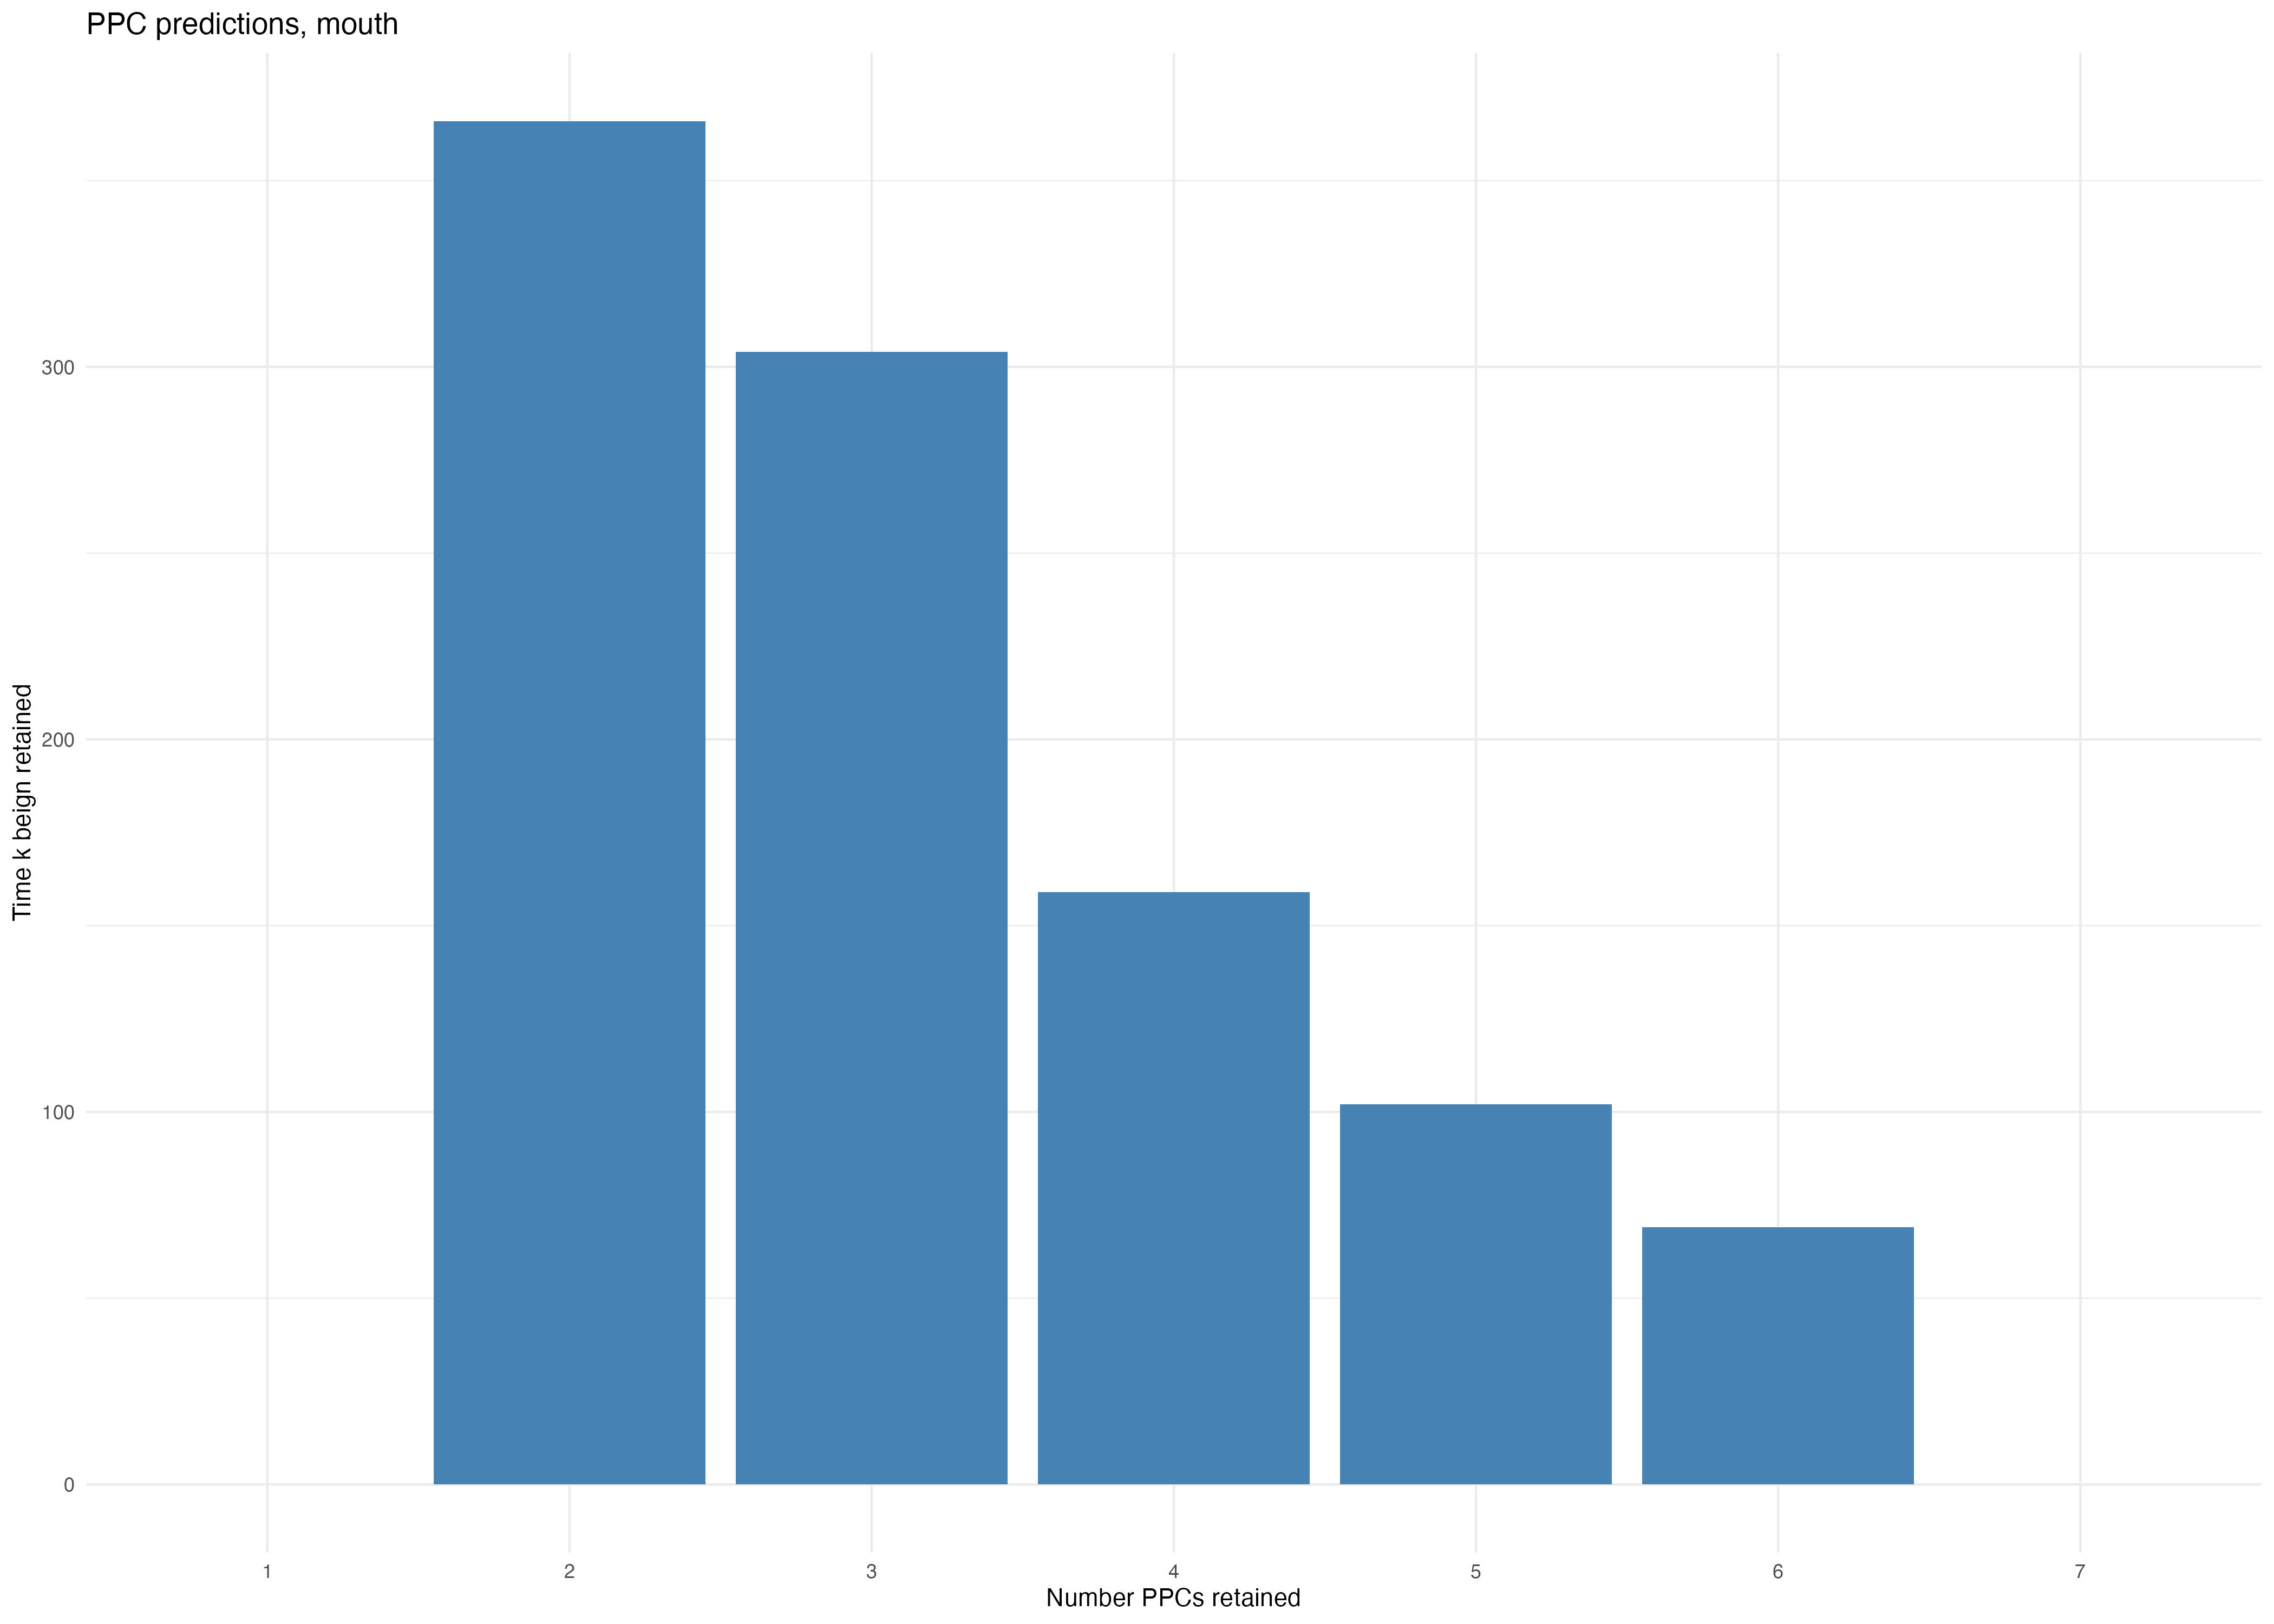 PPC predictions, mouth
Time k beign retained
300
200
100
0
1 2 3 4 5 6 7
Number PPCs retained